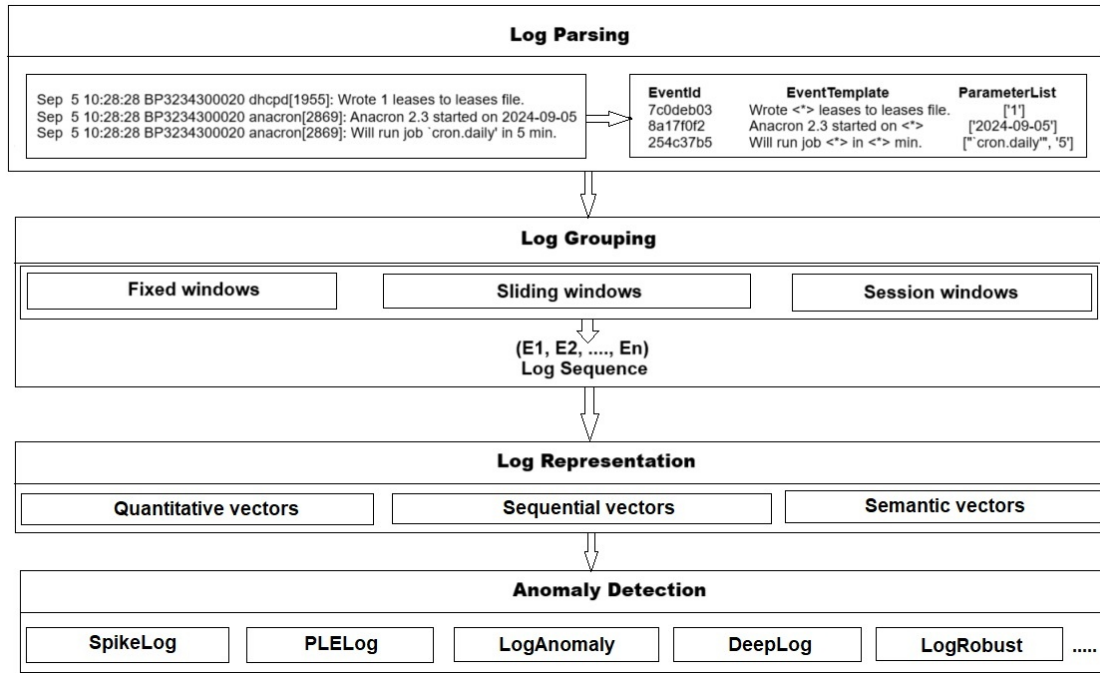 Log Parsing
Sep 5 10:28:28 BP3234300020 dhcpd[1955]: Wrote 1 leases to leases file.
Sep 5 10:28:28 BP3234300020 anacron[2869]: Anacron 2.3 started on 2024-09-05
Sep 5 10:28:28 BP3234300020 anacron[2869]: Will run job `cron.daily' in 5 min.
EventId EventTemplate ParameterList
7c0deb03 Wrote <*> leases to leases file. ['1']
8a17f0f2 Anacron 2.3 started on <*> ['2024-09-05']
254c37b5 Will run job <*> in <*> min. ["`cron.daily'", '5']
Log Grouping
Fixed windows Sliding windows Session windows
(E1, E2, ...., En)
Log Sequence
Log Representation
Quantitative vectors Sequential vectors Semantic vectors
Anomaly Detection
SpikeLog PLELog LogAnomaly DeepLog LogRobust .....